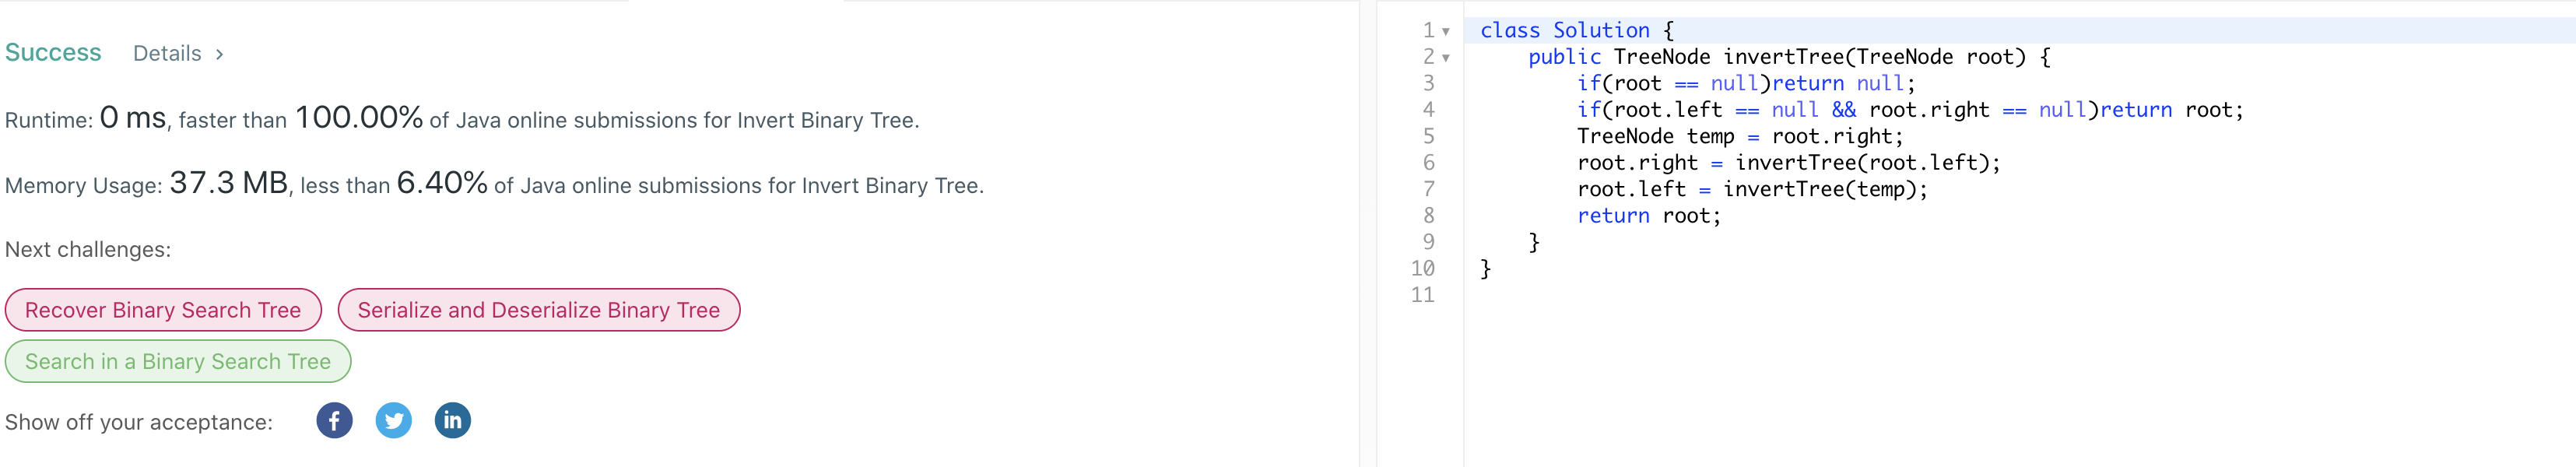 Success Details >
Runtime: 0 ms, faster than 100.00% of Java online submissions for Invert Binary Tree.
Memory Usage: 37.3 MB, less than 6.40% of Java online submissions for Invert Binary Tree.
Next challenges:
Recover Binary Search Tree Serialize and Deserialize Binary Tree
Search in a Binary Search Tree
Show off your acceptance: f in
1 class Solution {
2     public TreeNode invertTree(TreeNode root) {
3         if(root == null)return null;
4         if(root.left == null && root.right == null)return root;
5         TreeNode temp = root.right;
6         root.right = invertTree(root.left);
7         root.left = invertTree(temp);
8         return root;
9     }
10 }
11